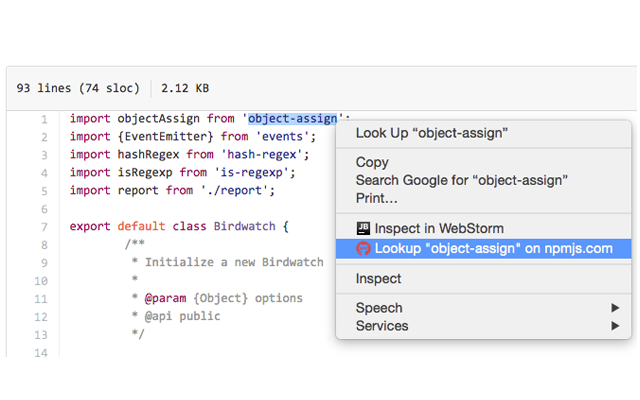 93 lines (74 sloc) 2.12 KB
1 import objectAssign from 'object-assign';
2 import {EventEmitter} from 'events';
3 import hashRegex from 'hash-regex';
4 import isRegexp from 'is-regexp';
5 import report from './report';
6
7 export default class Birdwatch {
8 /**
9 * Initialize a new Birdwatch
10 *
11 * @param {Object} options
12 * @api public
13 */
14
Look Up “object-assign”
Copy
Search Google for “object-assign”
Print...
JB Inspect in WebStorm
Lookup "object-assign" on npmjs.com
Inspect
Speech
Services